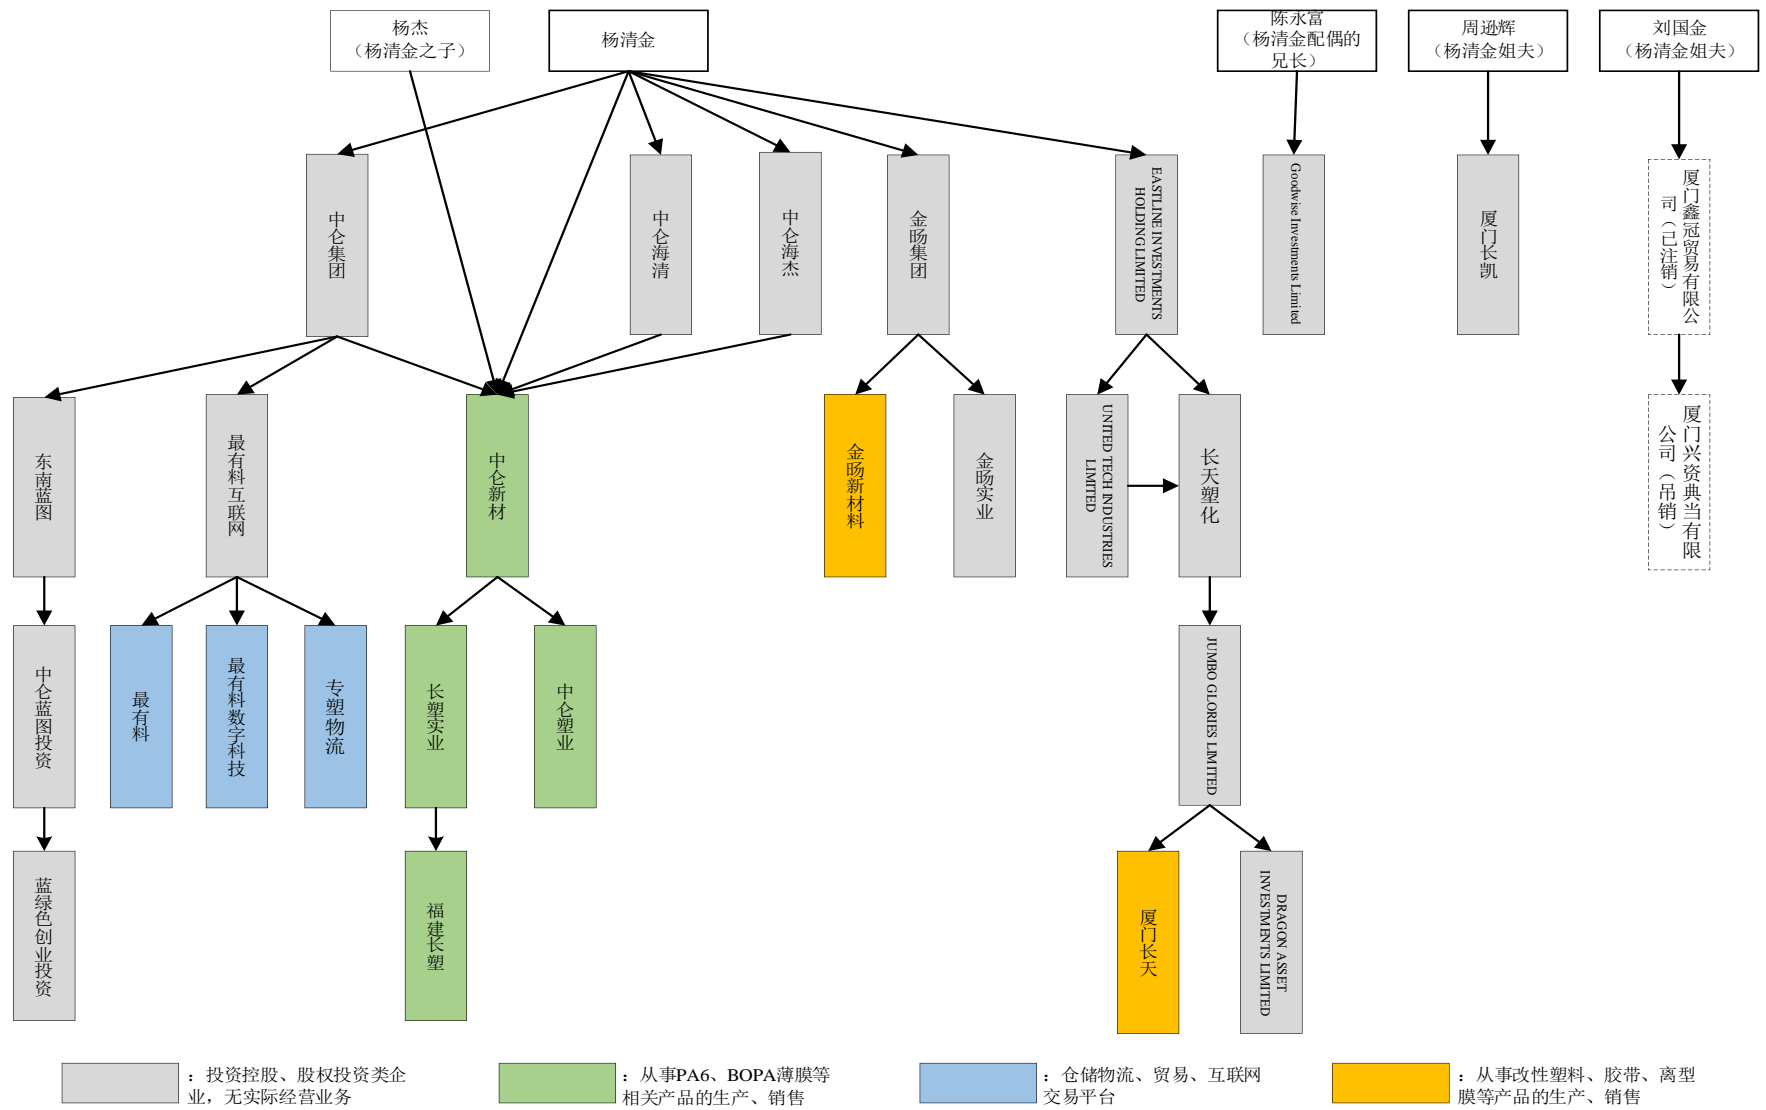 杨杰
（杨清金之子）
杨清金
陈永富
（杨清金配偶的
兄长）
周逊辉
（杨清金姐夫）
刘国金
（杨清金姐夫）
中仑集团
中仑海清
中仑海杰
金旸集团
EASTLINE INVESTMENTS
HOLDINGLIMITED
Goodwise Investments Limited
厦门长凯
厦门鑫冠贸易有限公
司（已注销）
东南蓝图
最有料互联网
中仑新材
金旸新材料
金旸实业
UNITED TECH INDUSTRIES
LIMITED
长天塑化
厦门兴资典当有限
公司（吊销）
中仑蓝图投资
最有料
最有料数字科技
专塑物流
长塑实业
中仑塑业
JUMBO GLORIES LIMITED
蓝绿色创业投资
福建长塑
厦门长天
DRAGON ASSET
INVESTMENTS LIMITED
：投资控股、股权投资类企
业，无实际经营业务
：从事PA6、BOPA薄膜等
相关产品的生产、销售
：仓储物流、贸易、互联网
交易平台
：从事改性塑料、胶带、离型
膜等产品的生产、销售